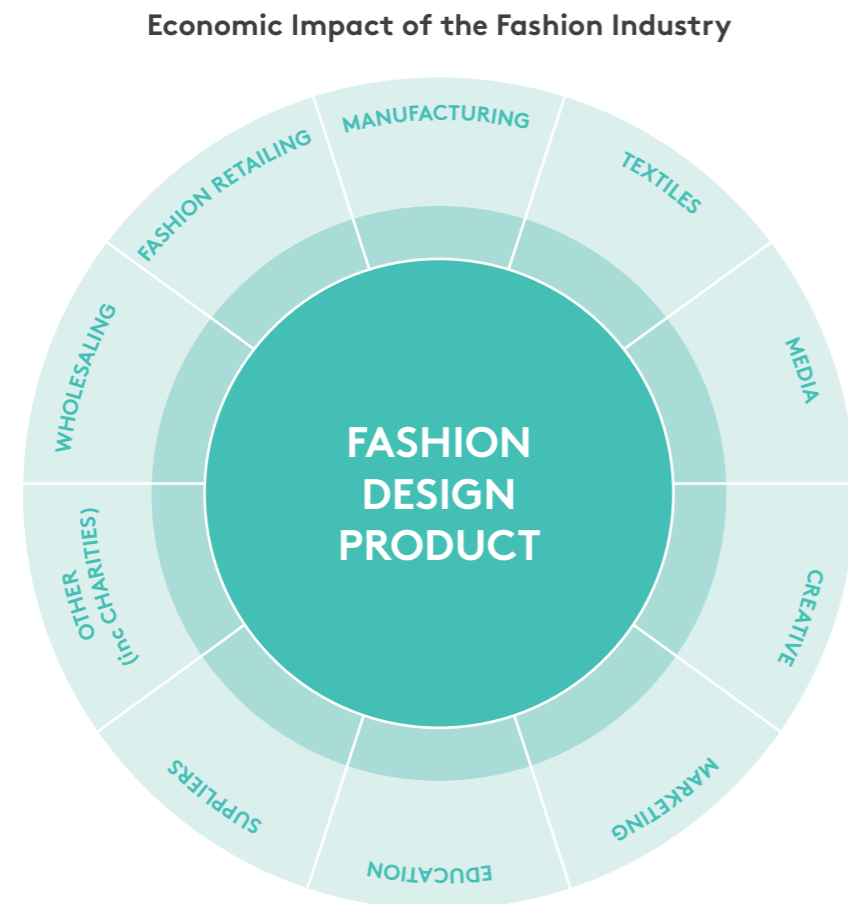 Economic Impact of the Fashion Industry
MANUFACTURING
TEXTILES
MEDIA
CREATIVE
MARKETING
EDUCATION
SUPPLIERS
OTHER
(inc CHARITIES)
WHOLESALING
FASHION RETAILING
FASHION
DESIGN
PRODUCT